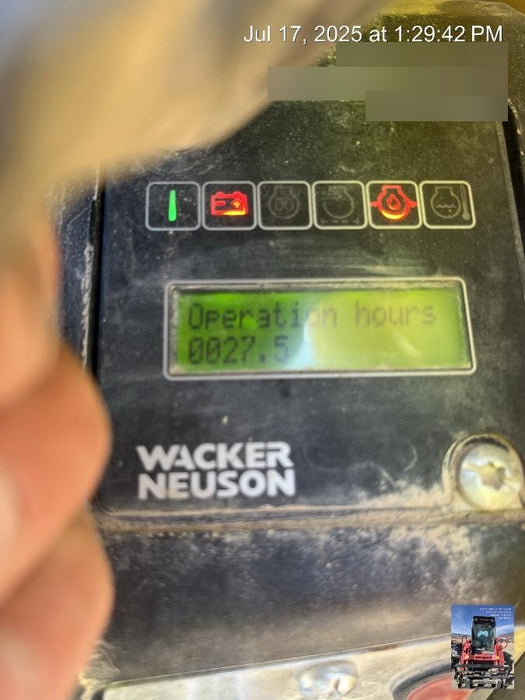 Jul 17, 2025 at 1:29:42 PM
Operation hours
0027.5
WACKER
NEUSON